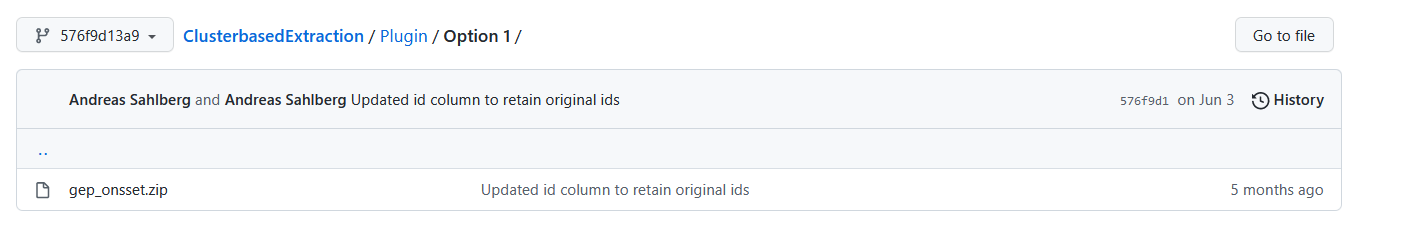 576f9d13a9 ClusterbasedExtraction / Plugin / Option 1 / Go to file
Andreas Sahlberg and Andreas Sahlberg Updated id column to retain original ids 576f9d1 on Jun 3 History
..
gep_onsset.zip Updated id column to retain original ids 5 months ago